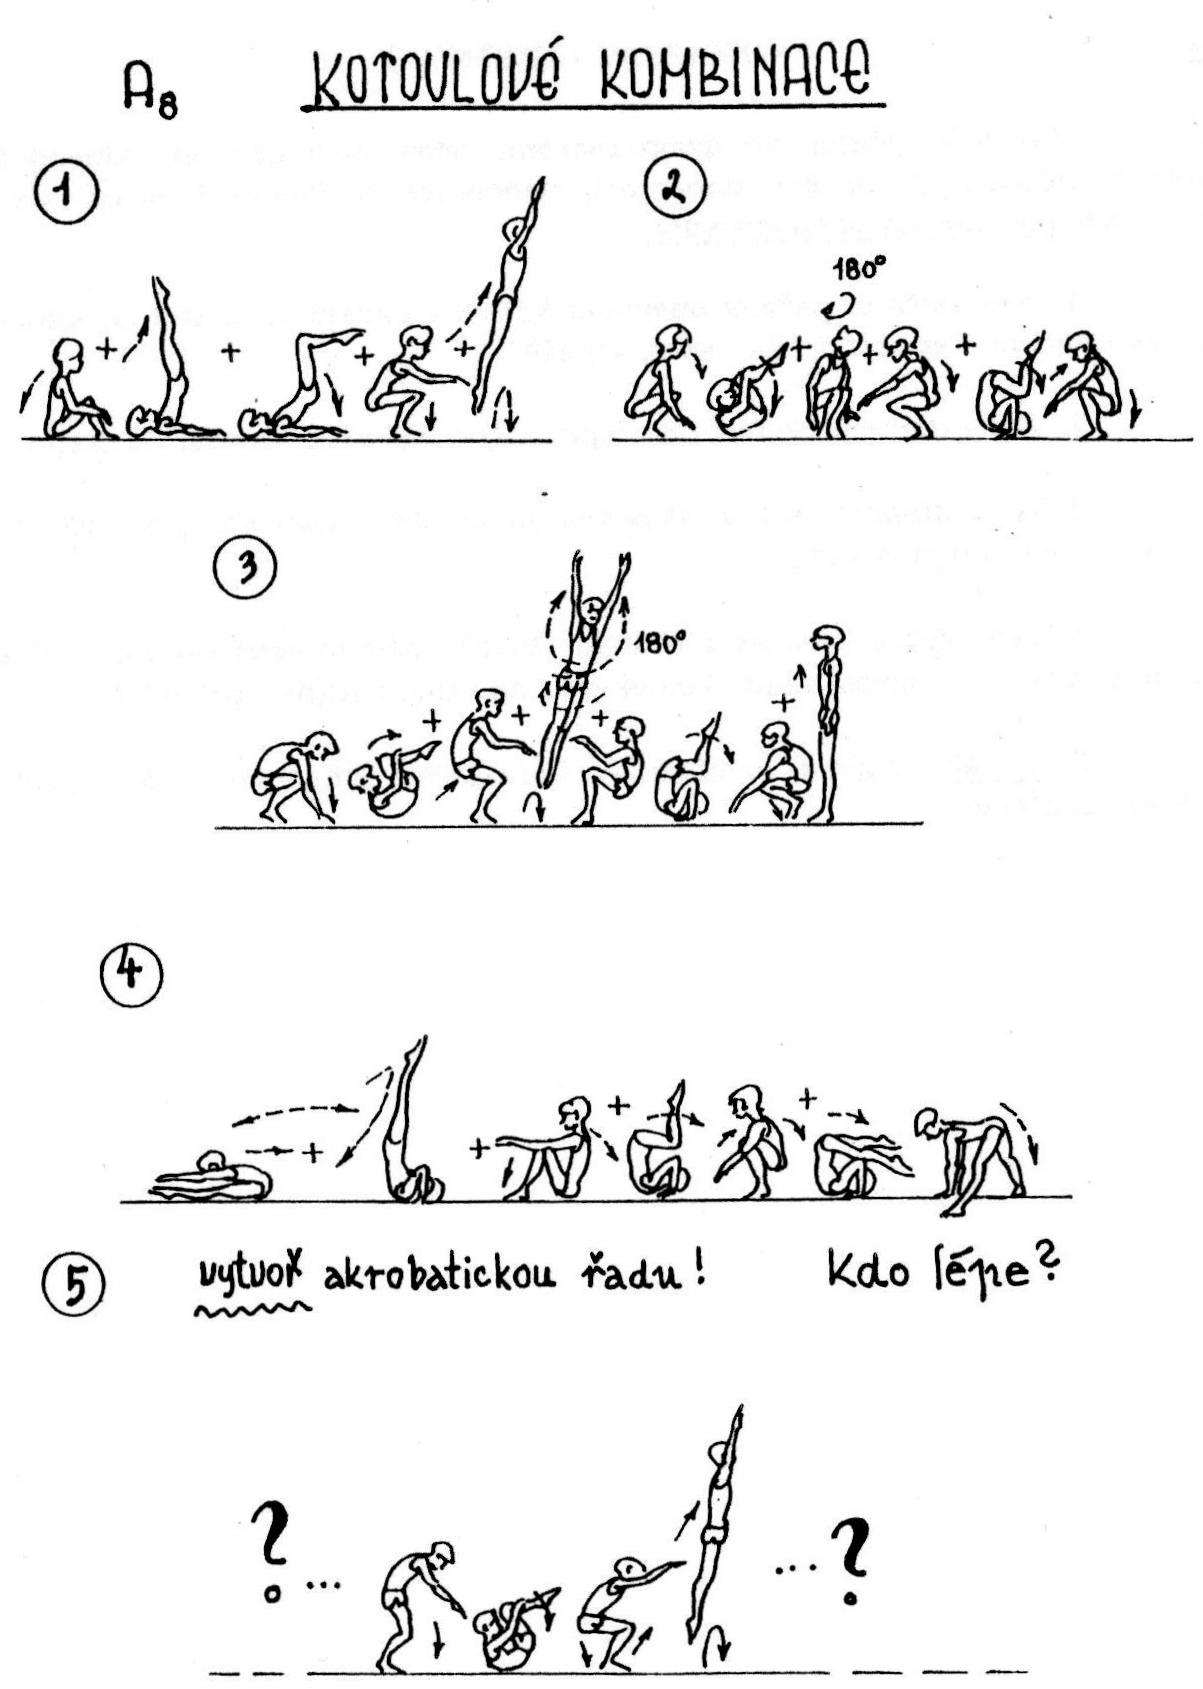 A8 KOTOULOVÉ KOMBINACE
1
2
180°
3
180°
4
5 vytvoř akrobatickou řadu! Kdo lépe?
? ... ... ?